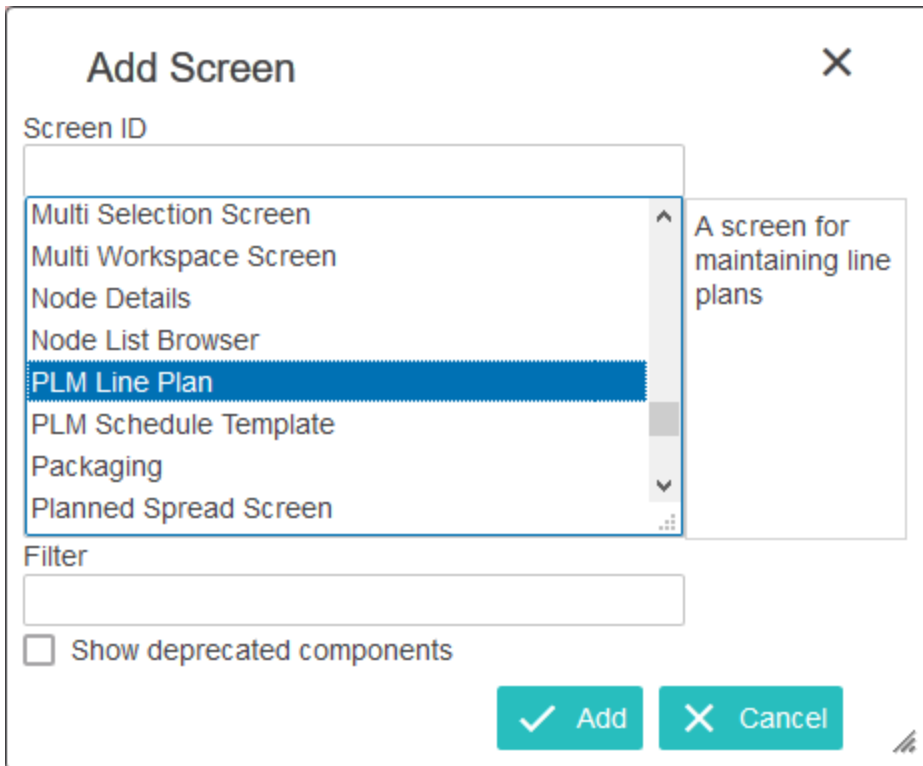 Add Screen
Screen ID
Multi Selection Screen
Multi Workspace Screen
Node Details
Node List Browser
PLM Line Plan
PLM Schedule Template
Packaging
Planned Spread Screen
A screen for
maintaining line
plans
Filter
Show deprecated components
Add
Cancel